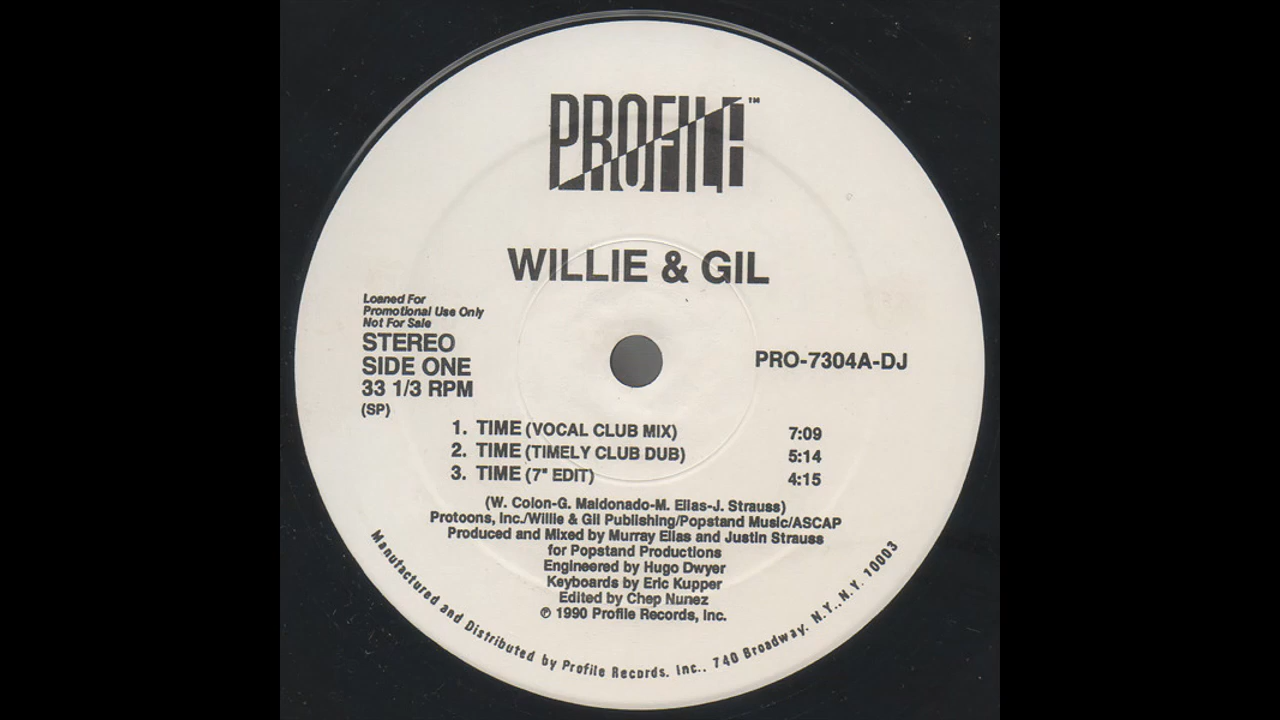 PROFILE™
WILLIE & GIL
Loaned For
Promotional Use Only
Not For Sale
STEREO
SIDE ONE
33 1/3 RPM
(SP)
PRO-7304A-DJ
1. TIME (VOCAL CLUB MIX) 7:09
2. TIME (TIMELY CLUB DUB) 5:14
3. TIME (7" EDIT) 4:15
(W. Colon-G. Maldonado-M. Elias-J. Strauss)
Protoons, Inc./Willie & Gil Publishing/Popstand Music/ASCAP
Produced and Mixed by Murray Elias and Justin Strauss
for Popstand Productions
Engineered by Hugo Dwyer
Keyboards by Eric Kupper
Edited by Chep Nunez
℗ 1990 Profile Records, Inc.
Manufactured and Distributed by Profile Records, Inc., 740 Broadway, N.Y., N.Y. 10003